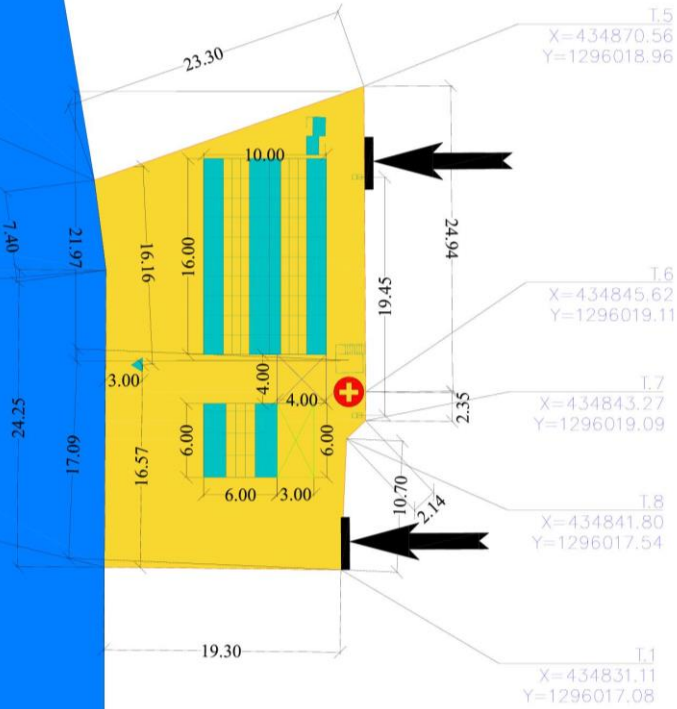 T.5
X=434870.56
Y=1296018.96
23.30
10.00
7.40
21.97
16.16
16.00
24.94
19.45
T.6
X=434845.62
Y=1296019.11
3.00
4.00
4.00
T.7
X=434843.27
Y=1296019.09
2.35
24.25
17.09
16.57
6.00
6.00
6.00
3.00
10.70
2.14
T.8
X=434841.80
Y=1296017.54
19.30
T.1
X=434831.11
Y=1296017.08